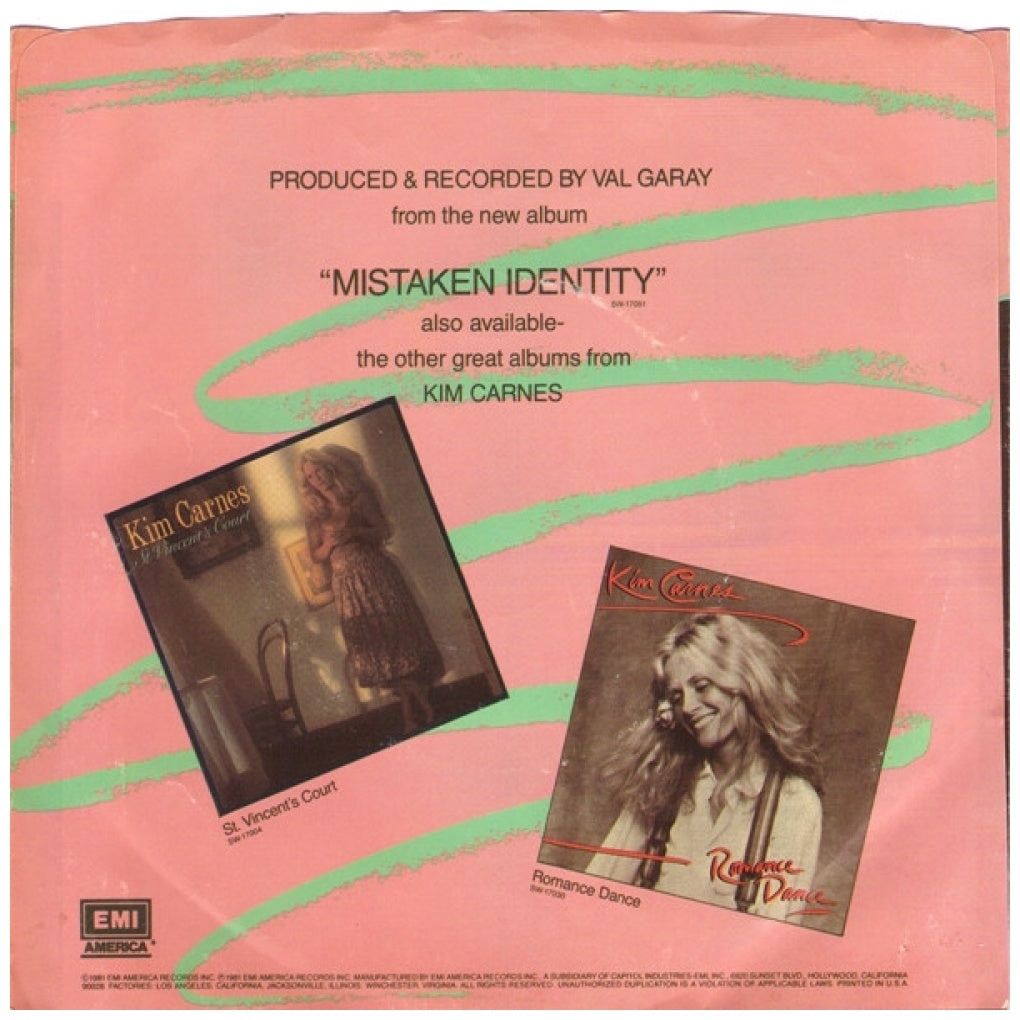 PRODUCED & RECORDED BY VAL GARAY
from the new album
“MISTAKEN IDENTITY”
SW-17051
also available-
the other great albums from
KIM CARNES
Kim Carnes
St. Vincent's Court
St. Vincent's Court
SW-17004
Kim Carnes
Romance
Dance
Romance Dance
SW-17030
EMI
AMERICA
©1981 EMI AMERICA RECORDS INC. ℗1981 EMI AMERICA RECORDS INC. MANUFACTURED BY EMI AMERICA RECORDS INC., A SUBSIDIARY OF CAPITOL INDUSTRIES-EMI, INC., 6920 SUNSET BLVD., HOLLYWOOD, CALIFORNIA
90028. FACTORIES: LOS ANGELES, CALIFORNIA, JACKSONVILLE, ILLINOIS, WINCHESTER, VIRGINIA. ALL RIGHTS RESERVED. UNAUTHORIZED DUPLICATION IS A VIOLATION OF APPLICABLE LAWS. PRINTED IN U.S.A.